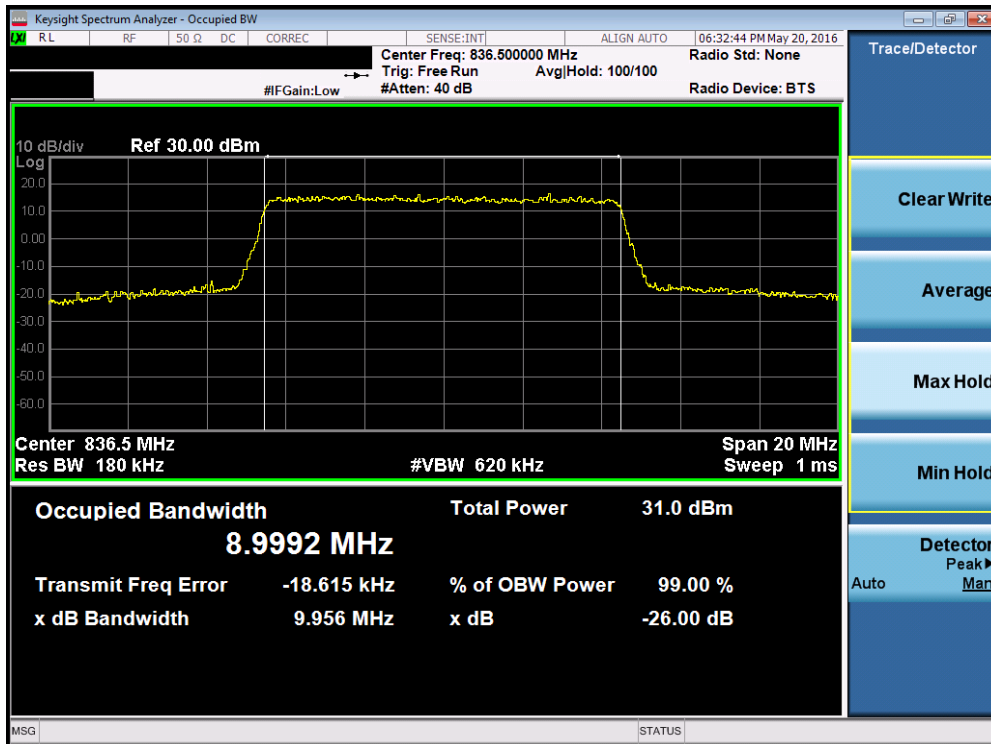 Keysight Spectrum Analyzer - Occupied BW
LXI RL RF 50 Ω DC CORREC SENSE:INT ALIGN AUTO 06:32:44 PM May 20, 2016
Center Freq: 836.500000 MHz Radio Std: None
Trig: Free Run Avg|Hold: 100/100
#IFGain:Low #Atten: 40 dB Radio Device: BTS
10 dB/div Ref 30.00 dBm
Log
20.0
10.0
0.00
-10.0
-20.0
-30.0
-40.0
-50.0
-60.0
Center 836.5 MHz Span 20 MHz
Res BW 180 kHz #VBW 620 kHz Sweep 1 ms
Occupied Bandwidth Total Power 31.0 dBm
8.9992 MHz
Transmit Freq Error -18.615 kHz % of OBW Power 99.00 %
x dB Bandwidth 9.956 MHz x dB -26.00 dB
MSG STATUS
Trace/Detector
Clear Write
Average
Max Hold
Min Hold
Detector
Peak▶
Auto Man